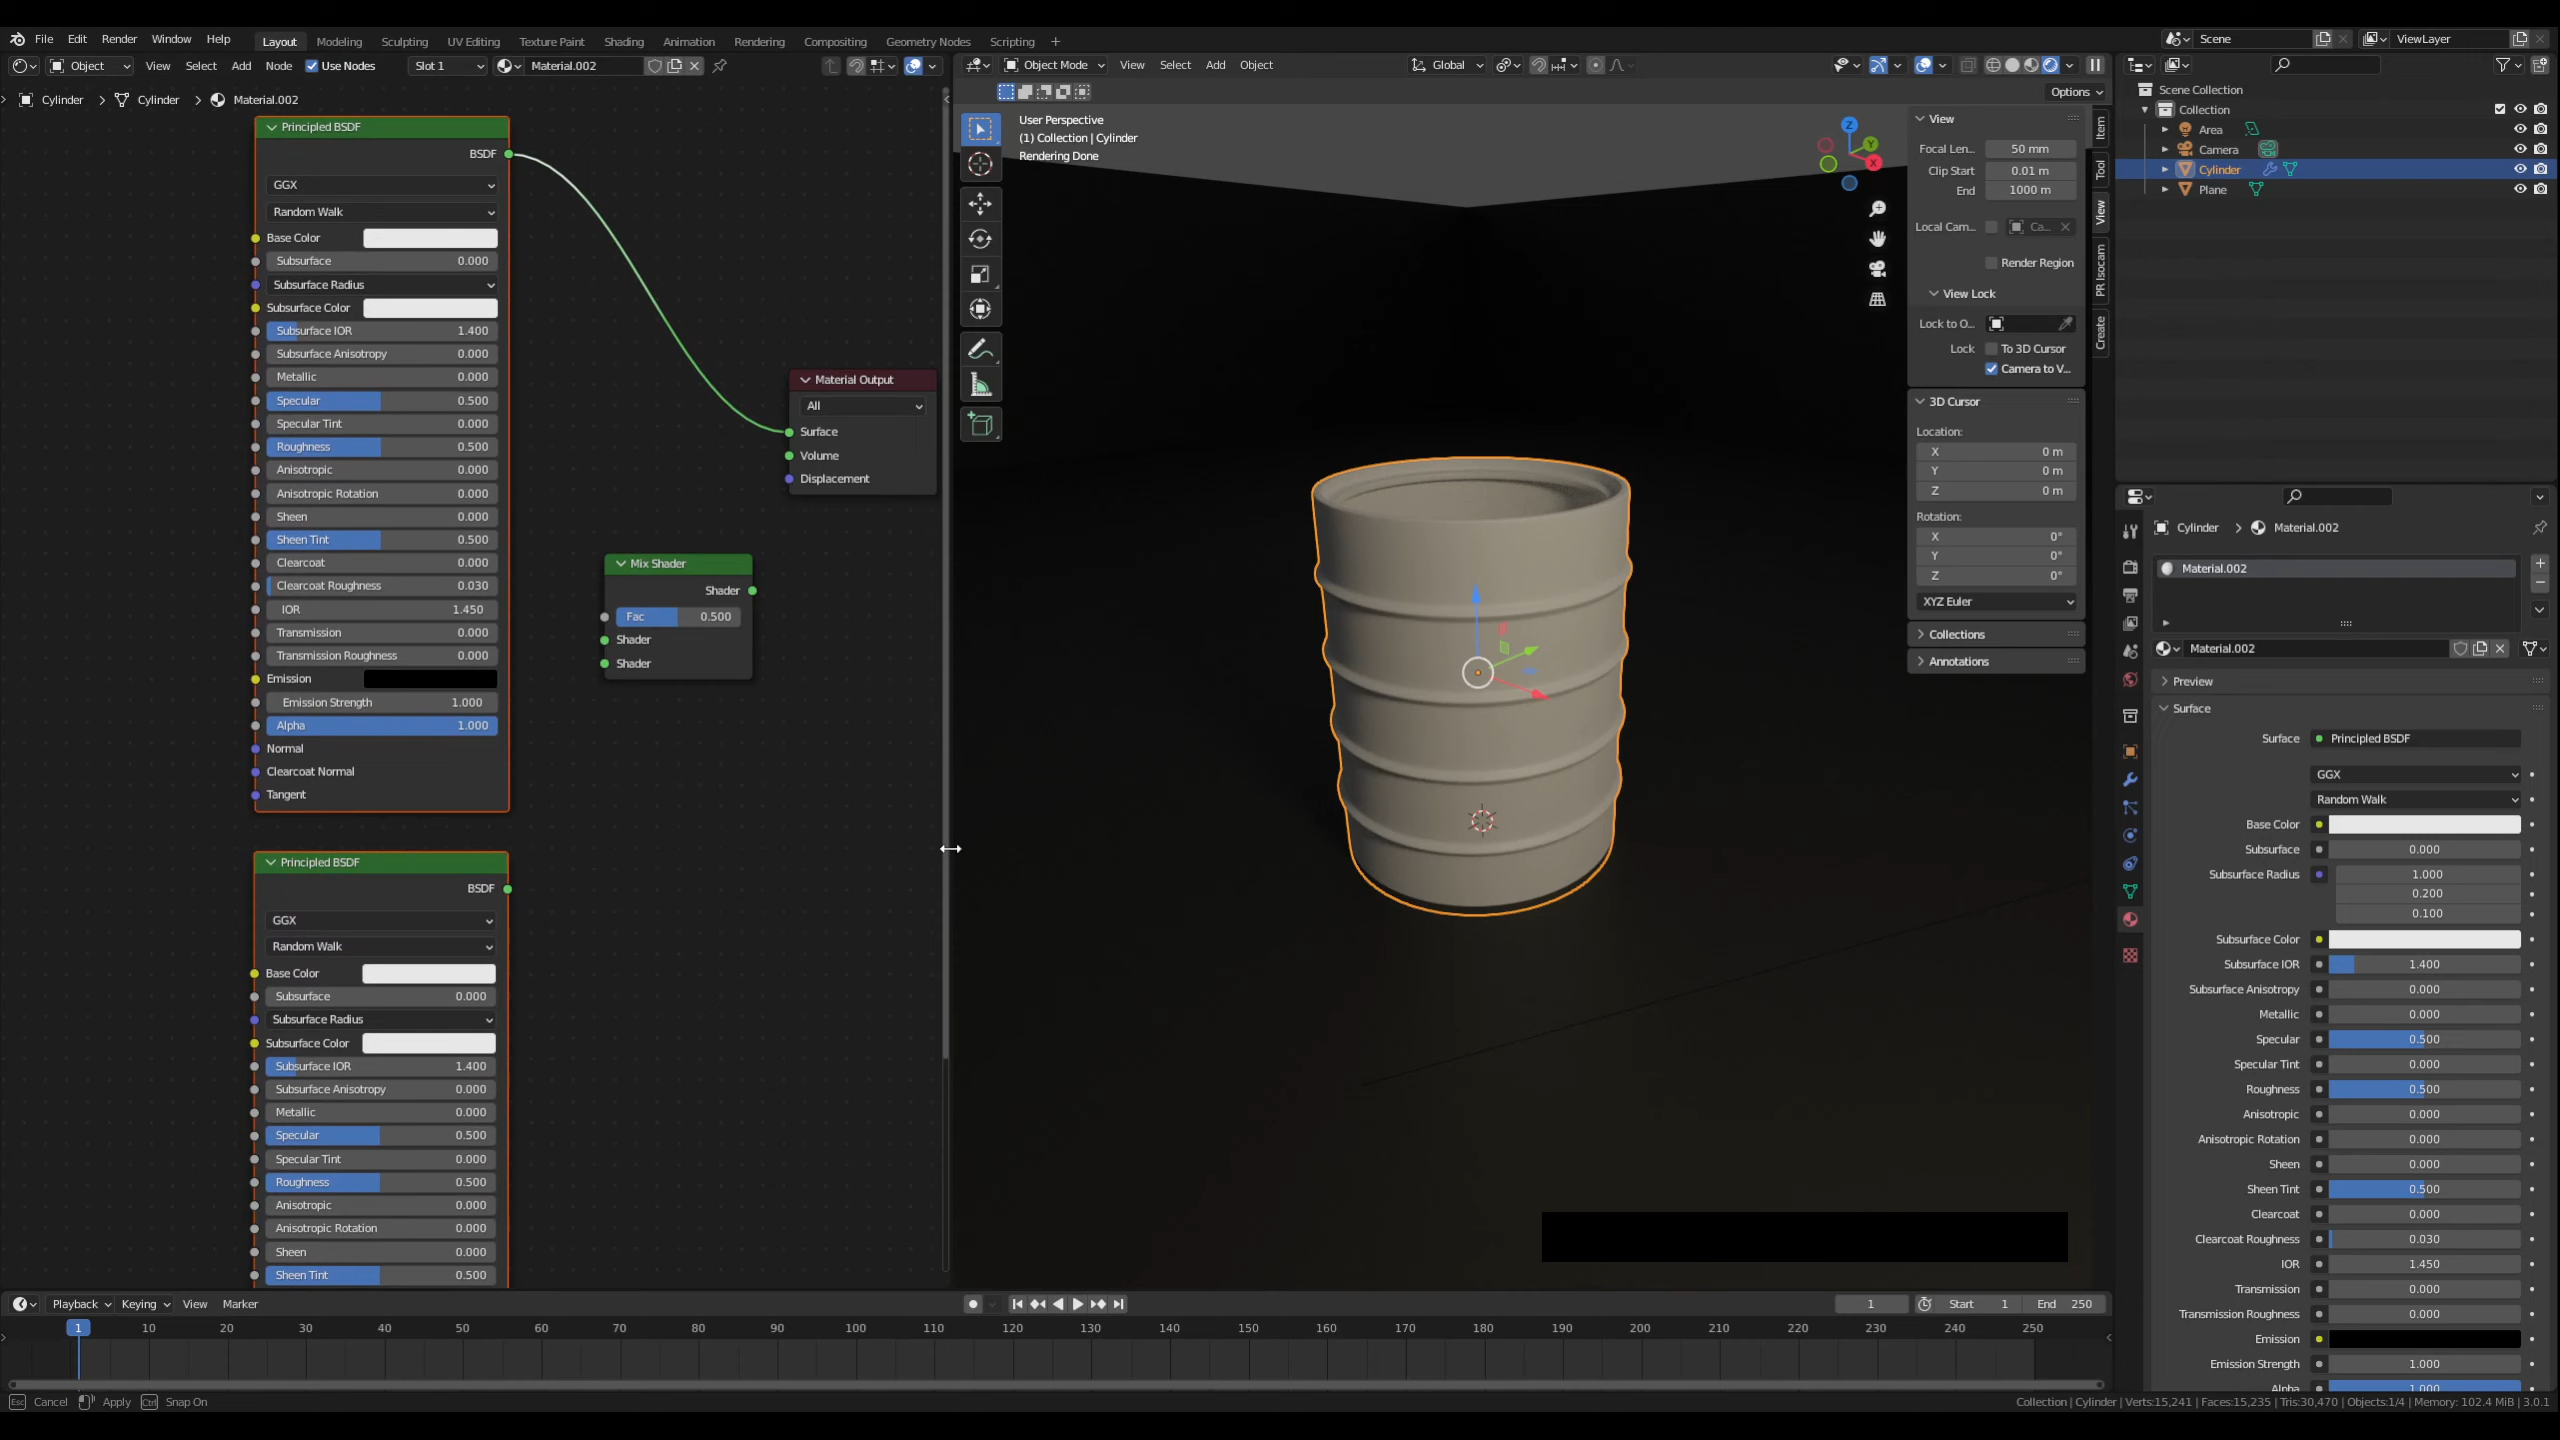 File Edit Render Window Help Layout Modeling Sculpting UV Editing Texture Paint Shading Animation Rendering Compositing Geometry Nodes Scripting + Scene ViewLayer
Object View Select Add Node Use Nodes Slot 1 Material.002
Cylinder > Cylinder > Material.002
Principled BSDF
BSDF
GGX
Random Walk
Base Color
Subsurface 0.000
Subsurface Radius
Subsurface Color
Subsurface IOR 1.400
Subsurface Anisotropy 0.000
Metallic 0.000
Specular 0.500
Specular Tint 0.000
Roughness 0.500
Anisotropic 0.000
Anisotropic Rotation 0.000
Sheen 0.000
Sheen Tint 0.500
Clearcoat 0.000
Clearcoat Roughness 0.030
IOR 1.450
Transmission 0.000
Transmission Roughness 0.000
Emission
Emission Strength 1.000
Alpha 1.000
Normal
Clearcoat Normal
Tangent
Material Output
All
Surface
Volume
Displacement
Mix Shader
Shader
Fac 0.500
Shader
Shader
Principled BSDF
BSDF
GGX
Random Walk
Base Color
Subsurface 0.000
Subsurface Radius
Subsurface Color
Subsurface IOR 1.400
Subsurface Anisotropy 0.000
Metallic 0.000
Specular 0.500
Specular Tint 0.000
Roughness 0.500
Anisotropic 0.000
Anisotropic Rotation 0.000
Sheen 0.000
Sheen Tint 0.500
Object Mode View Select Add Object Global
Options
User Perspective
(1) Collection | Cylinder
Rendering Done
Z
Y
X
View
Focal Len... 50 mm
Clip Start 0.01 m
End 1000 m
Local Cam... Ca...
Render Region
View Lock
Lock to O...
Lock To 3D Cursor
Camera to V...
3D Cursor
Location:
X 0 m
Y 0 m
Z 0 m
Rotation:
X 0°
Y 0°
Z 0°
XYZ Euler
Collections
Annotations
Item
Tool
View
PR Isocam
Create
Scene Collection
Collection
Area
Camera
Cylinder
Plane
Cylinder > Material.002
Material.002
Material.002
Preview
Surface
Surface Principled BSDF
GGX
Random Walk
Base Color
Subsurface 0.000
Subsurface Radius 1.000
0.200
0.100
Subsurface Color
Subsurface IOR 1.400
Subsurface Anisotropy 0.000
Metallic 0.000
Specular 0.500
Specular Tint 0.000
Roughness 0.500
Anisotropic 0.000
Anisotropic Rotation 0.000
Sheen 0.000
Sheen Tint 0.500
Clearcoat 0.000
Clearcoat Roughness 0.030
IOR 1.450
Transmission 0.000
Transmission Roughness 0.000
Emission
Emission Strength 1.000
Alpha 1.000
Playback Keying View Marker 1 Start 1 End 250
1 10 20 30 40 50 60 70 80 90 100 110 120 130 140 150 160 170 180 190 200 210 220 230 240 250
Esc Cancel Apply Ctrl Snap On Collection | Cylinder | Verts:15,241 | Faces:15,235 | Tris:30,470 | Objects:1/4 | Memory: 102.4 MiB | 3.0.1